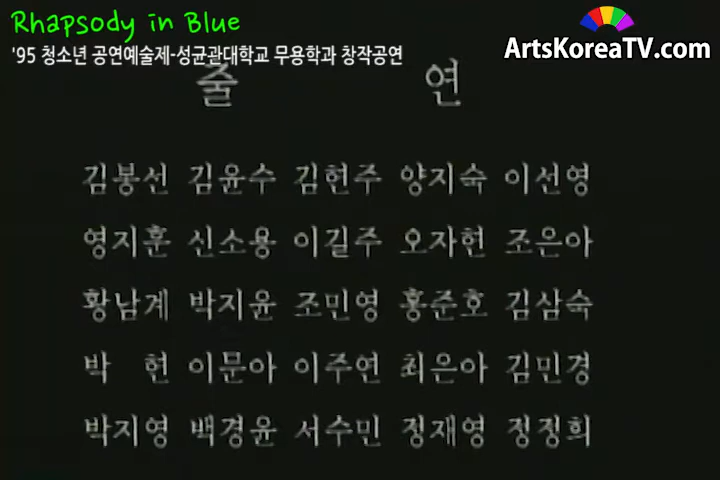 Rhapsody in Blue
ArtsKoreaTV.com
'95 청소년 공연예술제-성균관대학교 무용학과 창작공연
출 연
김봉선 김윤수 김현주 양지숙 이선영
영지훈 신소용 이길주 오자현 조은아
황남계 박지윤 조민영 홍준호 김삼숙
박 헌 이문아 이주연 최은아 김민경
박지영 백경윤 서수민 정재영 정정희